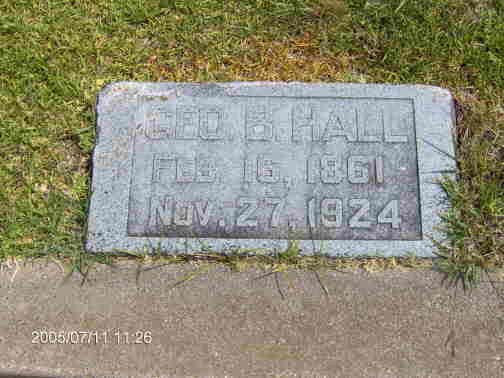 GEO. B. HALL
FEB. 16, 1861
NOV. 27, 1924
2005/07/11 11:26